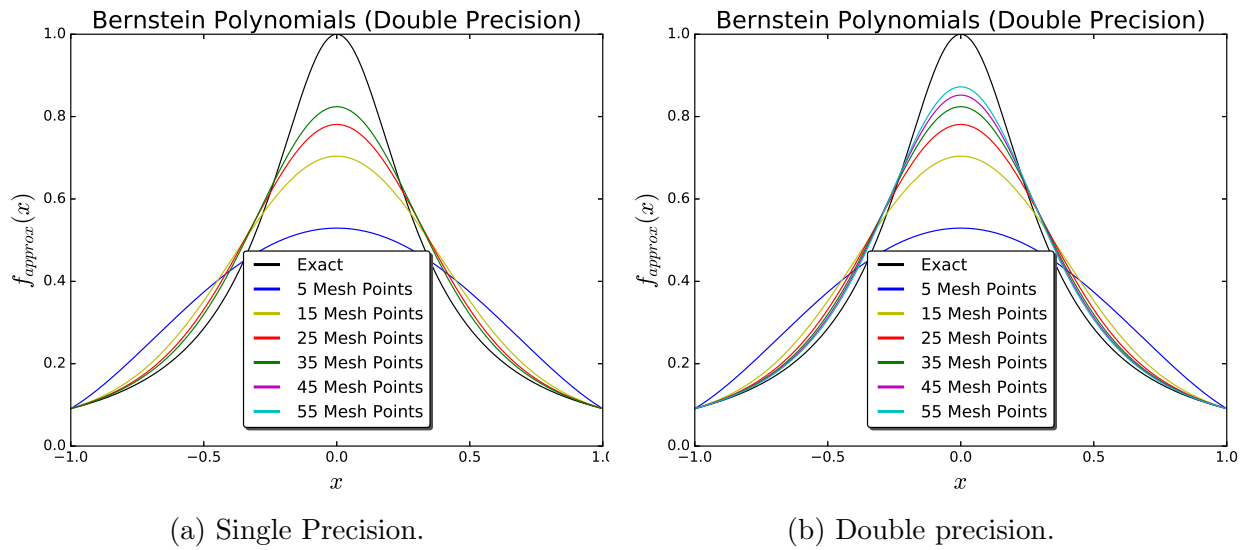 Bernstein Polynomials (Double Precision)
1.0
0.8
0.6
0.4
0.2
0.0
−1.0
−0.5
0.0
0.5
1.0
x
f_approx(x)
Exact
5 Mesh Points
15 Mesh Points
25 Mesh Points
35 Mesh Points
45 Mesh Points
55 Mesh Points
(a) Single Precision.
Bernstein Polynomials (Double Precision)
1.0
0.8
0.6
0.4
0.2
0.0
−1.0
−0.5
0.0
0.5
1.0
x
f_approx(x)
Exact
5 Mesh Points
15 Mesh Points
25 Mesh Points
35 Mesh Points
45 Mesh Points
55 Mesh Points
(b) Double precision.